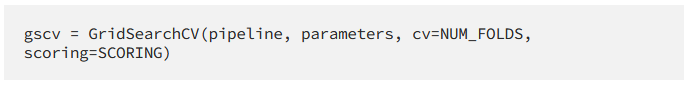 gscv = GridSearchCV(pipeline, parameters, cv=NUM_FOLDS,
scoring=SCORING)